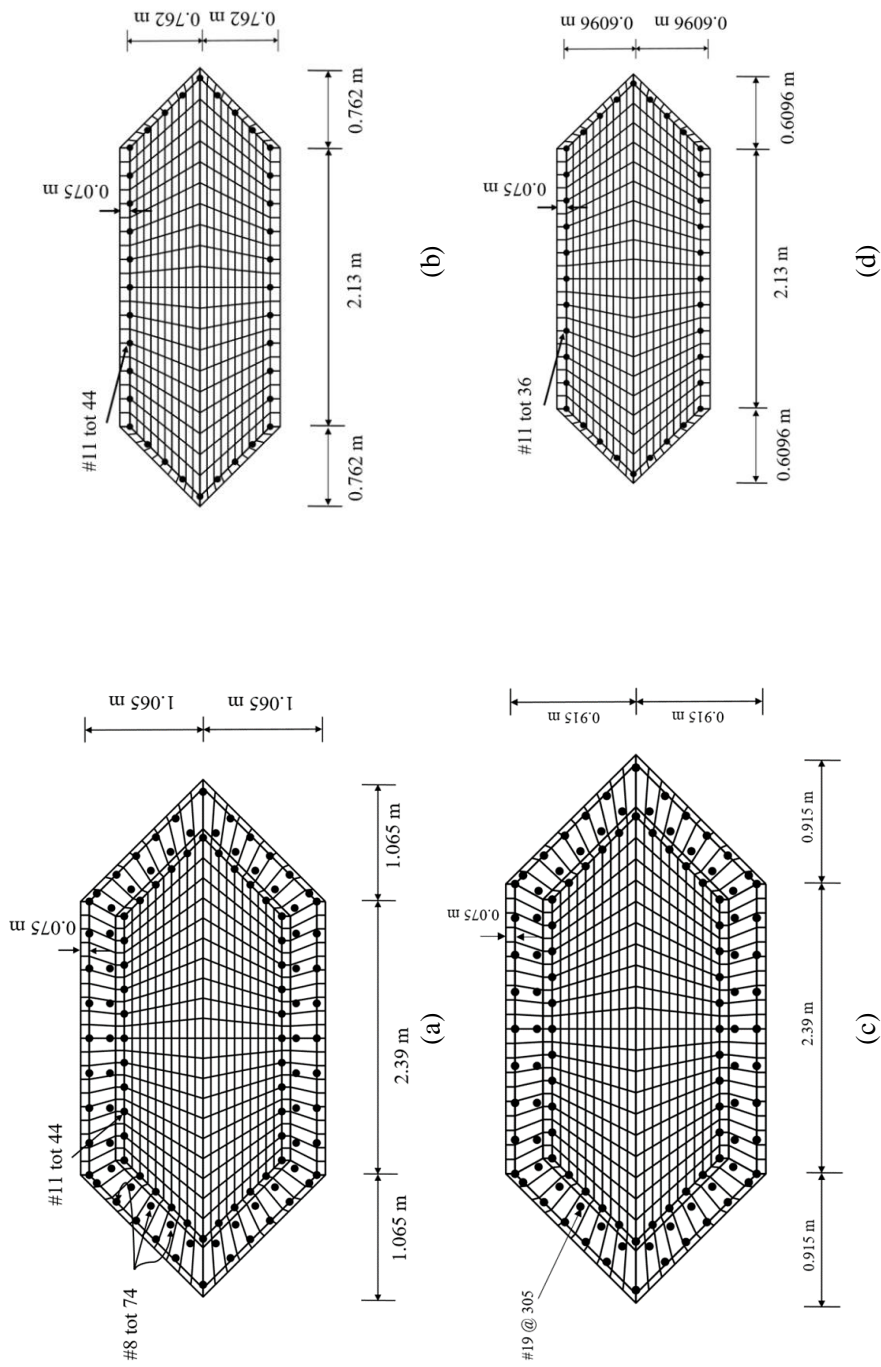 #8 tot 74
#11 tot 44
0.075 m
1.065 m
1.065 m
1.065 m
2.39 m
1.065 m
(a)
#11 tot 44
0.075 m
0.762 m
0.762 m
0.762 m
2.13 m
0.762 m
(b)
#19 @ 305
0.075 m
0.915 m
0.915 m
0.915 m
2.39 m
0.915 m
(c)
#11 tot 36
0.075 m
0.6096 m
0.6096 m
0.6096 m
2.13 m
0.6096 m
(d)